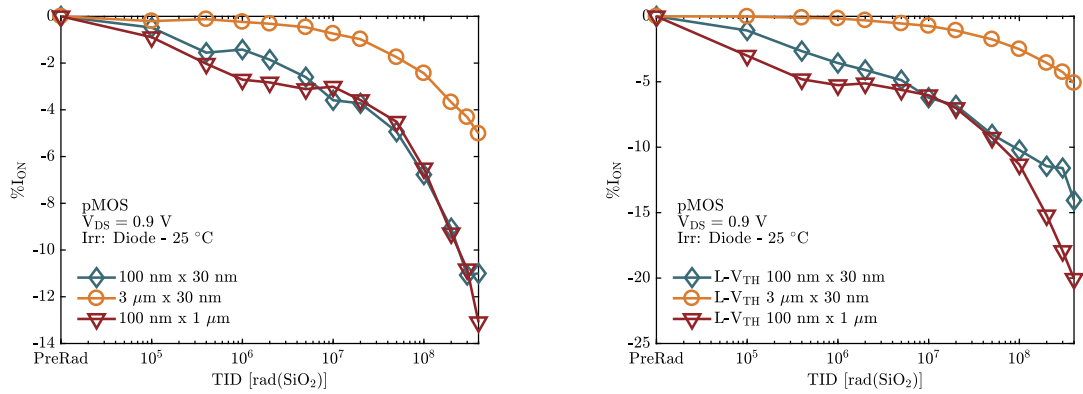 0
-2
-4
-6
-8
-10
-12
-14
%I_ON
pMOS
V_DS = 0.9 V
Irr: Diode - 25 °C
100 nm x 30 nm
3 μm x 30 nm
100 nm x 1 μm
PreRad 10^5 10^6 10^7 10^8
TID [rad(SiO_2)]
0
-5
-10
-15
-20
-25
%I_ON
pMOS
V_DS = 0.9 V
Irr: Diode - 25 °C
L-V_TH 100 nm x 30 nm
L-V_TH 3 μm x 30 nm
L-V_TH 100 nm x 1 μm
PreRad 10^5 10^6 10^7 10^8
TID [rad(SiO_2)]